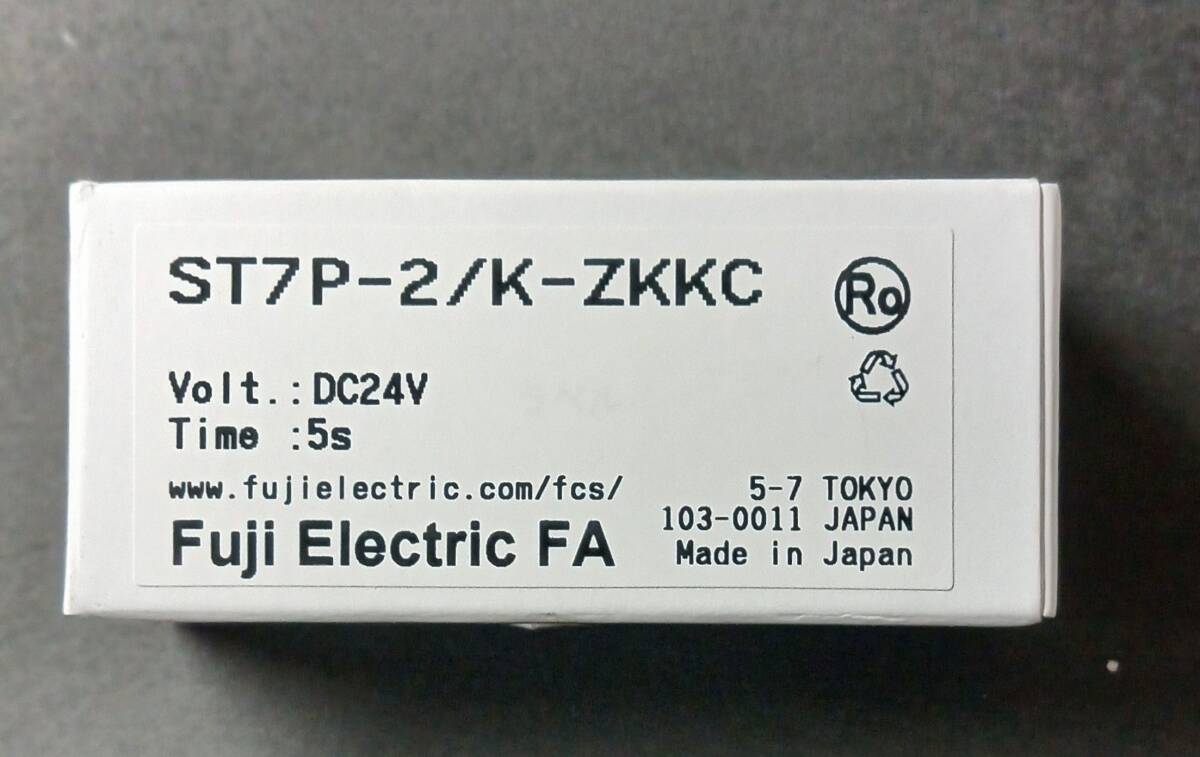 ST7P-2/K-ZKKC
Ro
Volt.:DC24V
Time :5s
www.fujielectric.com/fcs/
Fuji Electric FA
5-7 TOKYO
103-0011 JAPAN
Made in Japan